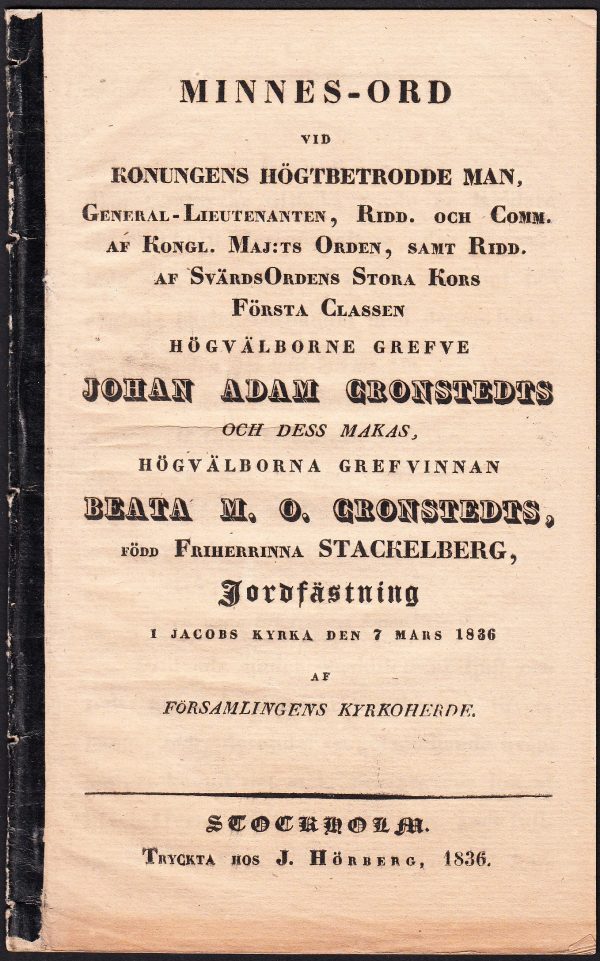 MINNES-ORD
VID
KONUNGENS HÖGTBETRODDE MAN,
GENERAL-LIEUTENANTEN, RIDD. OCH COMM.
AF KONGL. MAJ:TS ORDEN, SAMT RIDD.
AF SVÄRDSORDENS STORA KORS
FÖRSTA CLASSEN
HÖGVÄLBORNE GREFVE
JOHAN ADAM CRONSTEDTS
OCH DESS MAKAS,
HÖGVÄLBORNA GREFVINNAN
BEATA M. O. CRONSTEDTS,
FÖDD FRIHERRINNA STACKELBERG,
Jordfästning
I JACOBS KYRKA DEN 7 MARS 1836
AF
FÖRSAMLINGENS KYRKOHERDE.
STOCKHOLM.
TRYCKTA HOS J. HÖRBERG, 1836.